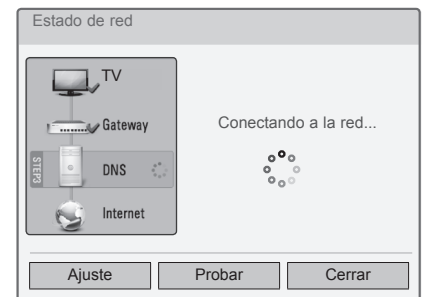 Estado de red
TV
Gateway
STEP3
DNS
Internet
Conectando a la red...
Ajuste
Probar
Cerrar